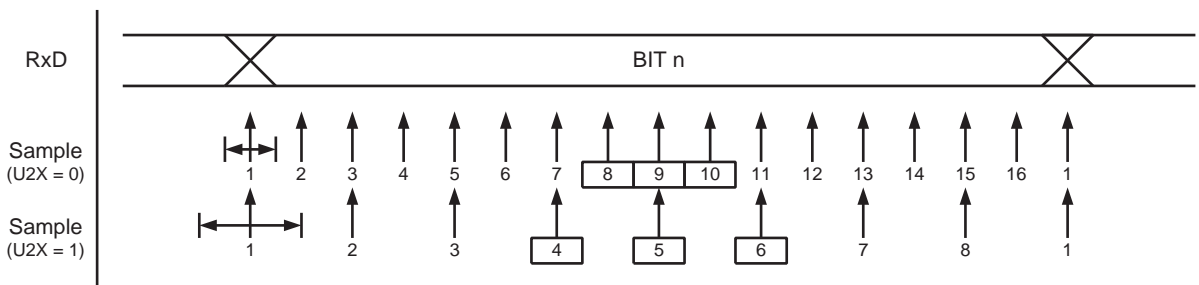 RxD BIT n
Sample
(U2X = 0) 1 2 3 4 5 6 7 8 9 10 11 12 13 14 15 16 1
Sample
(U2X = 1) 1 2 3 4 5 6 7 8 1